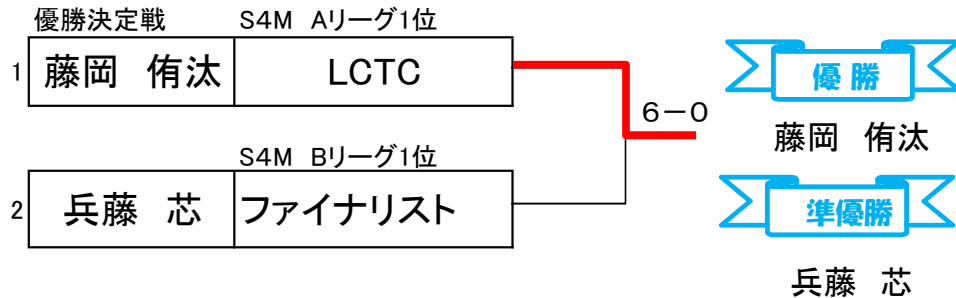 優勝決定戦 S4M Aリーグ1位
1 藤岡 侑汰 LCTC
6－0
優勝
藤岡 侑汰
S4M Bリーグ1位
2 兵藤 芯 ファイナリスト
準優勝
兵藤 芯